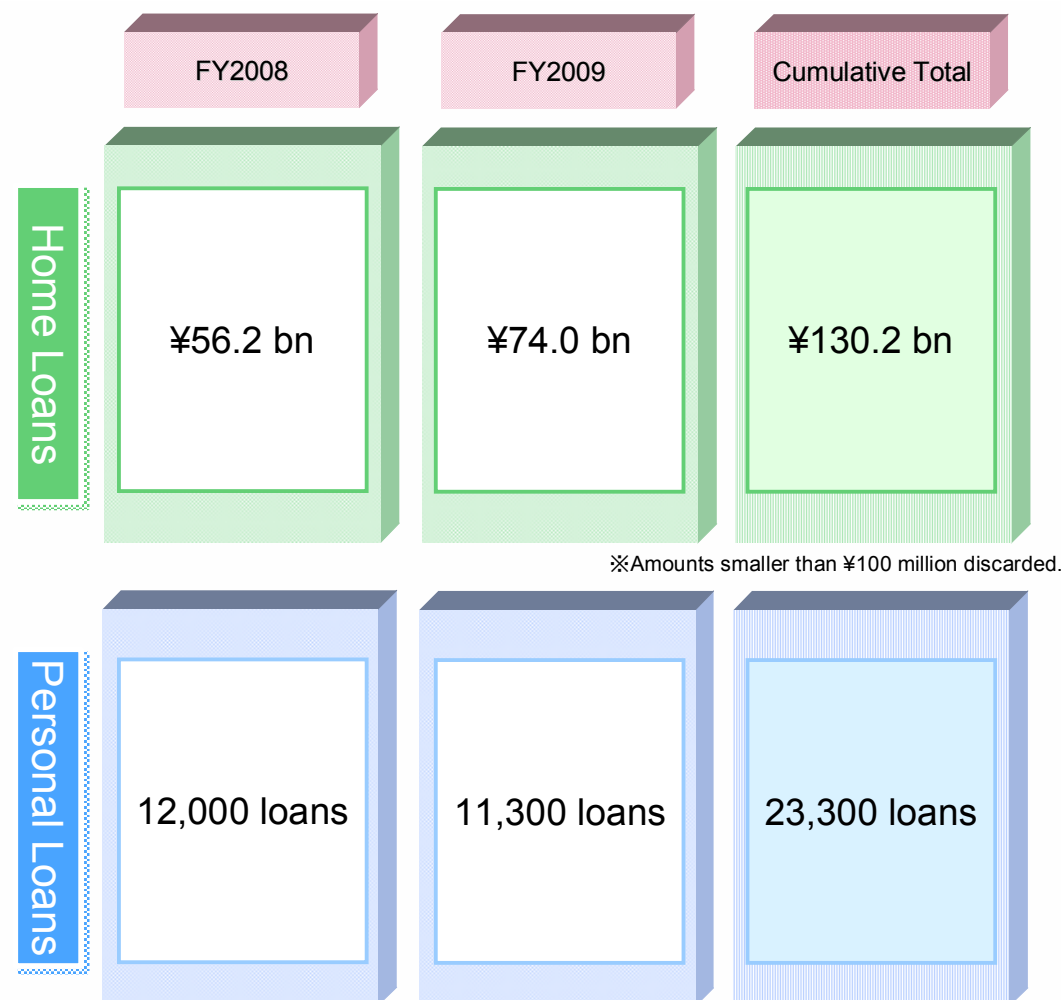 FY2008
FY2009
Cumulative Total
Home Loans
¥56.2 bn
¥74.0 bn
¥130.2 bn
※Amounts smaller than ¥100 million discarded.
Personal Loans
12,000 loans
11,300 loans
23,300 loans